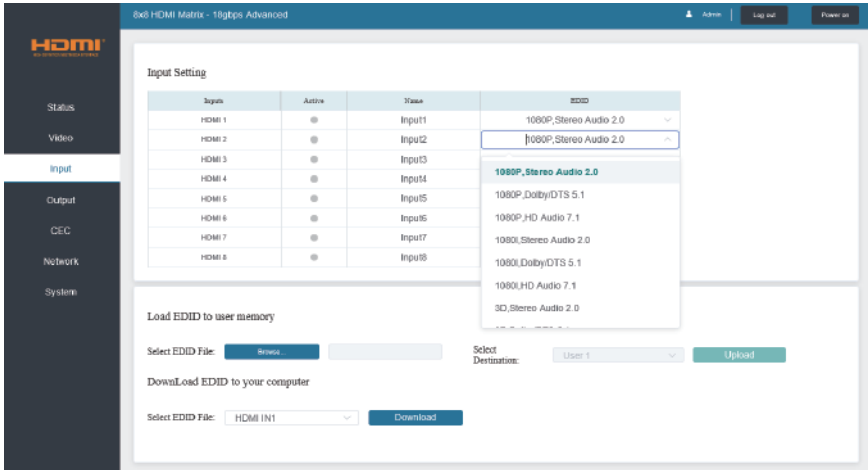 8x8 HDMI Matrix - 18gbps Advanced
Admin
Log out
Power on
HDMI
Status
Video
Input
Output
CEC
Network
System
Input Setting
Inputs Active Name EDID
HDMI 1 Input1 1080P,Stereo Audio 2.0
HDMI 2 Input2 1080P,Stereo Audio 2.0
HDMI 3 Input3
HDMI 4 Input4
HDMI 5 Input5
HDMI 6 Input6
HDMI 7 Input7
HDMI 8 Input8
1080P,Stereo Audio 2.0
1080P,Dolby/DTS 5.1
1080P,HD Audio 7.1
1080I,Stereo Audio 2.0
1080I,Dolby/DTS 5.1
1080I,HD Audio 7.1
3D,Stereo Audio 2.0
Load EDID to user memory
Select EDID File: Browse...
Select
Destination: User 1 Upload
DownLoad EDID to your computer
Select EDID File: HDMI IN1 Download